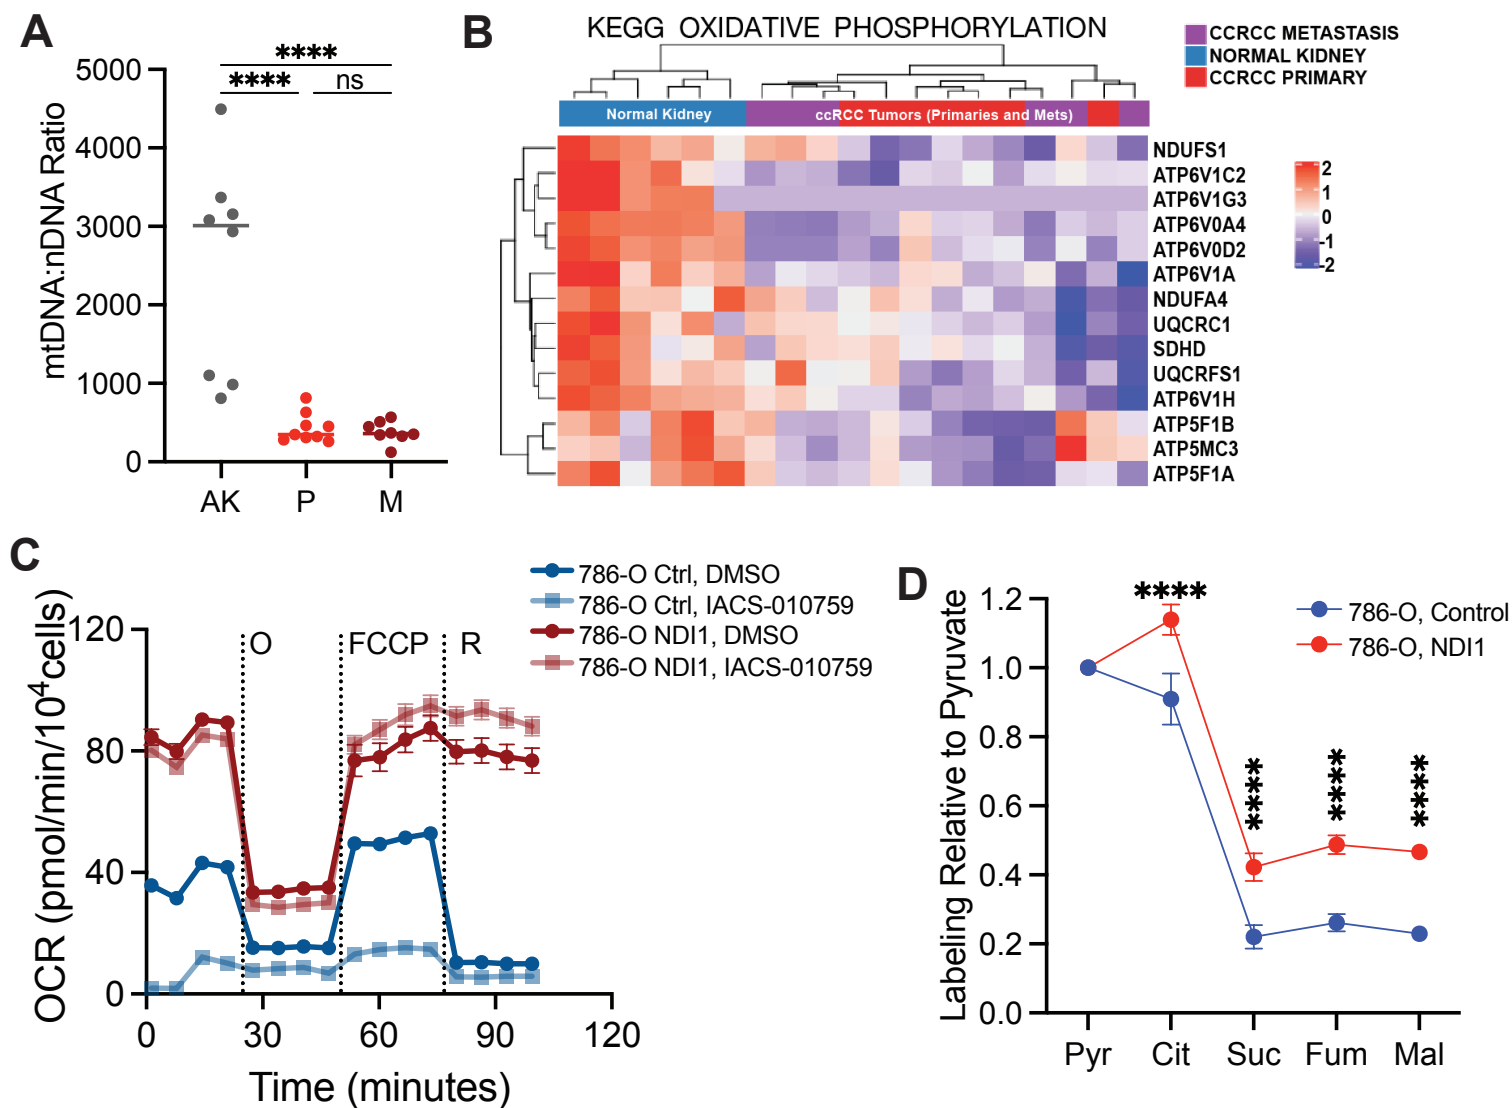 A
****
****
ns
5000
4000
3000
2000
1000
0
mtDNA:nDNA Ratio
AK P M
B
KEGG OXIDATIVE PHOSPHORYLATION
CCRCC METASTASIS
NORMAL KIDNEY
CCRCC PRIMARY
Normal Kidney
ccRCC Tumors (Primaries and Mets)
NDUFS1
ATP6V1C2
ATP6V1G3
ATP6V0A4
ATP6V0D2
ATP6V1A
NDUFA4
UQCRC1
SDHD
UQCRFS1
ATP6V1H
ATP5F1B
ATP5MC3
ATP5F1A
2
1
0
-1
-2
C
786-O Ctrl, DMSO
786-O Ctrl, IACS-010759
786-O NDI1, DMSO
786-O NDI1, IACS-010759
O FCCP R
120
80
40
0
OCR (pmol/min/10⁴cells)
0 30 60 90 120
Time (minutes)
D
786-O, Control
786-O, NDI1
****
****
****
****
1.2
1.0
0.8
0.6
0.4
0.2
0.0
Labeling Relative to Pyruvate
Pyr Cit Suc Fum Mal